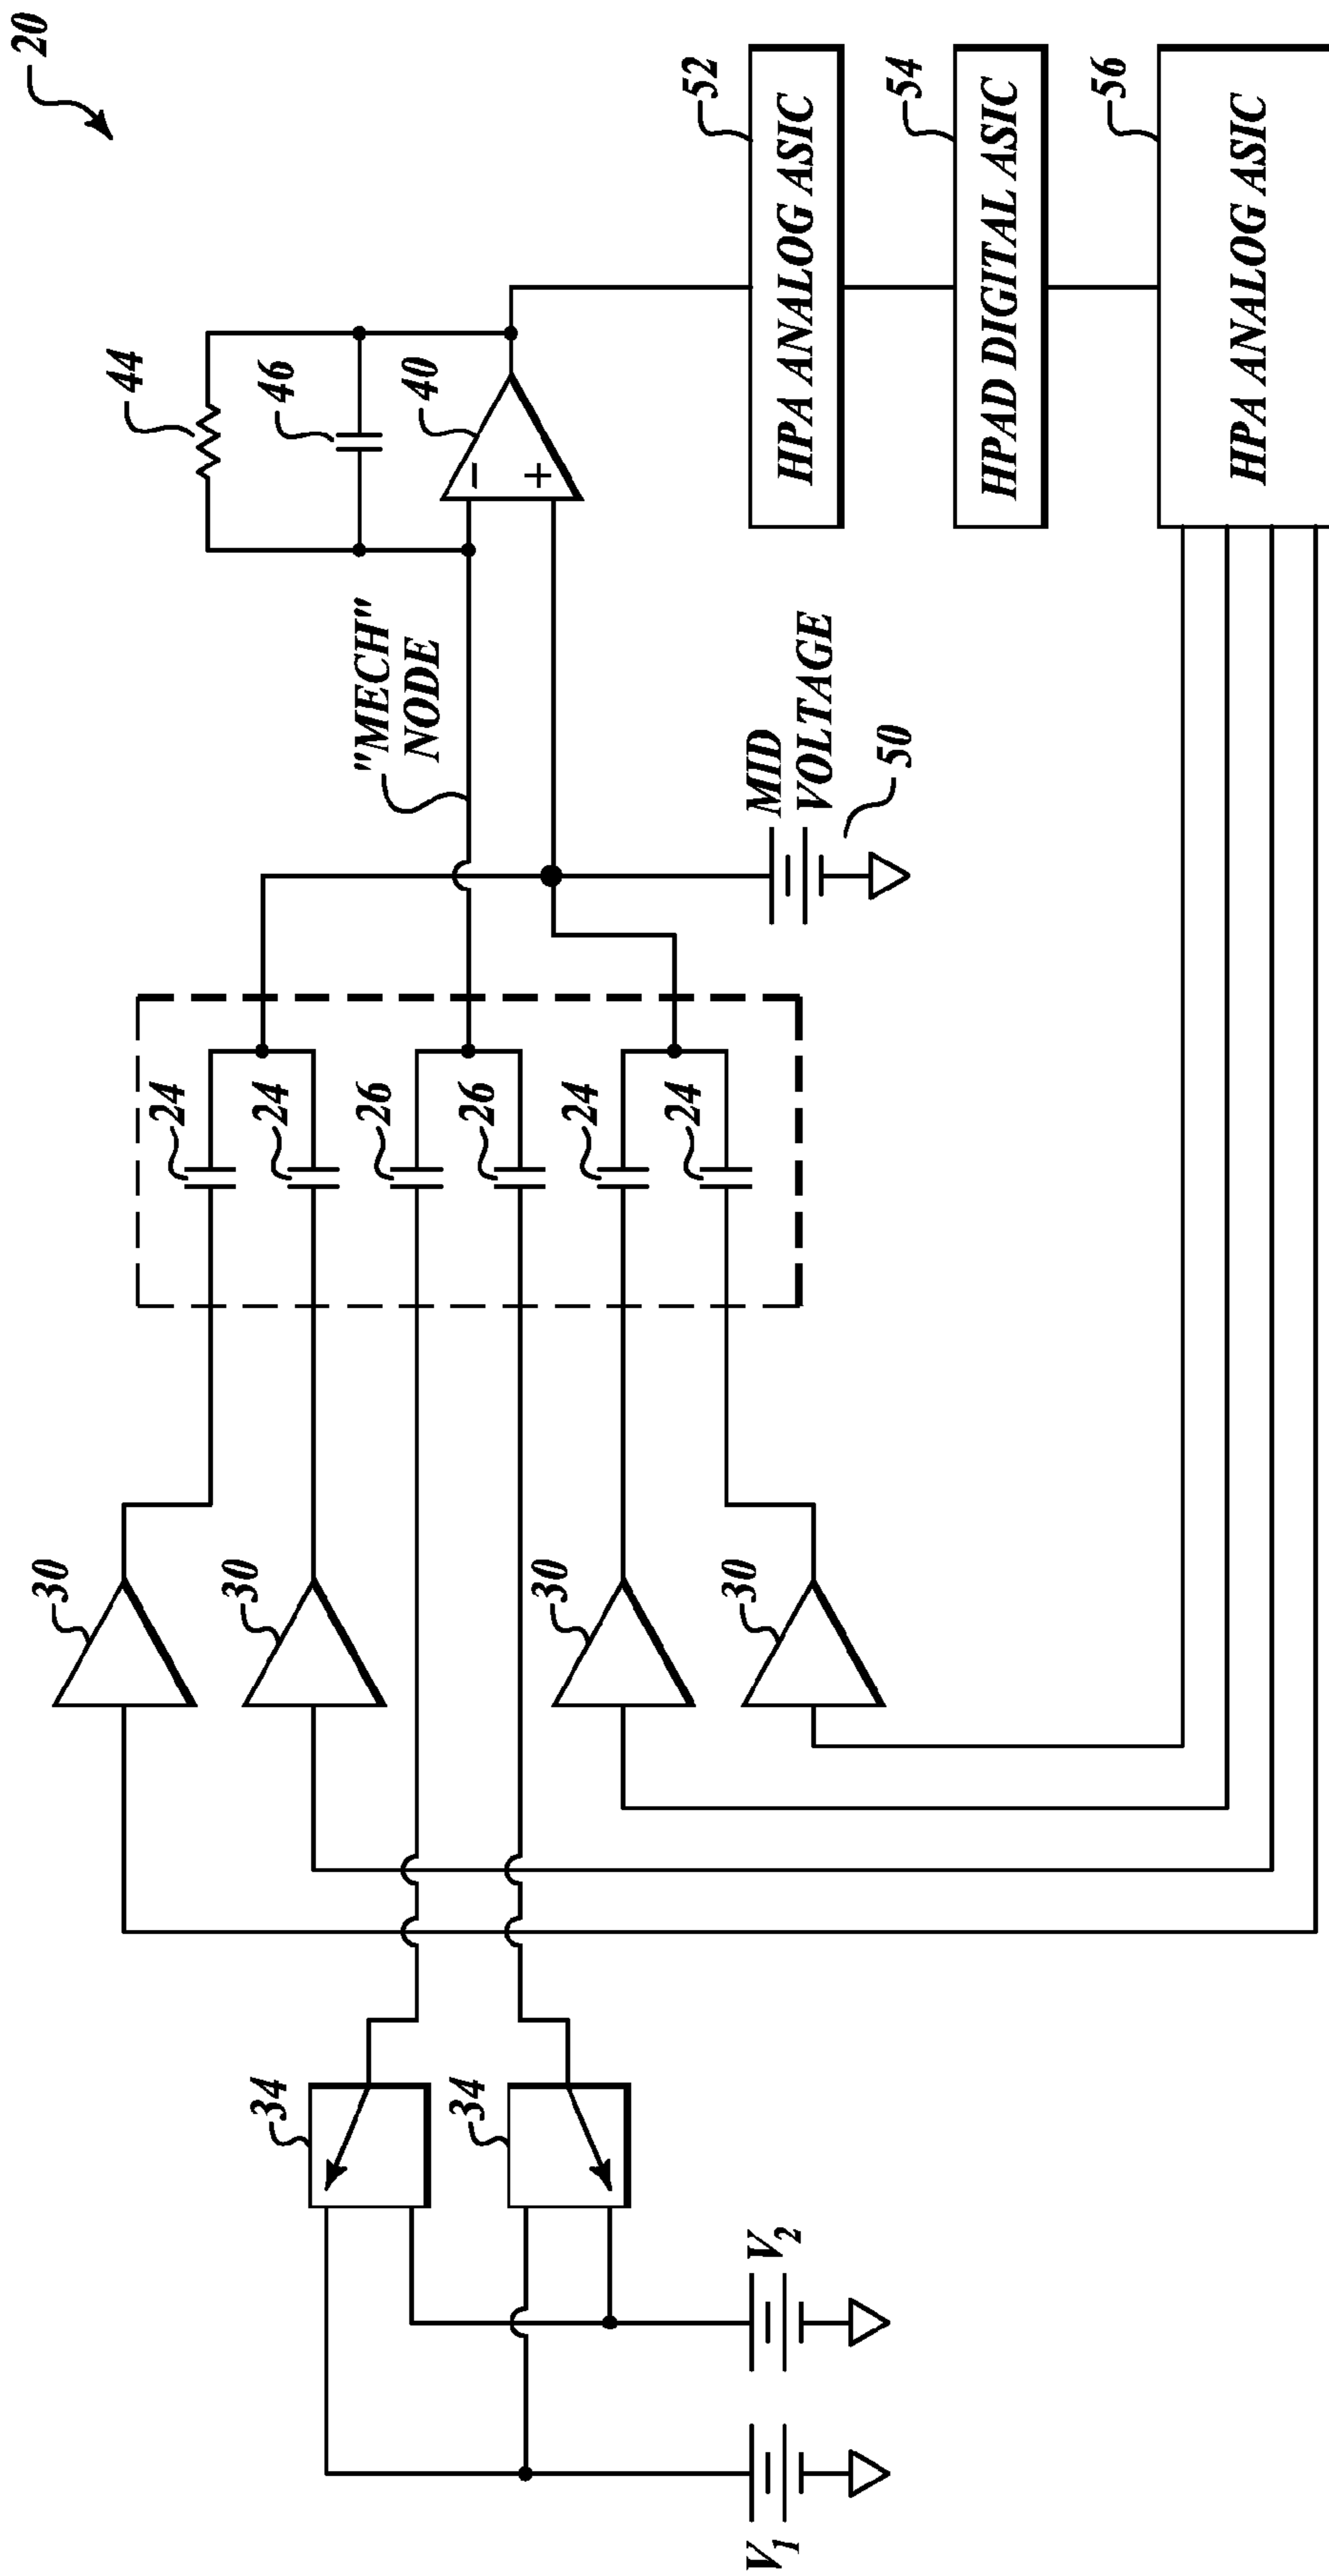 20
44
46
40
"MECH"
NODE
MID
VOLTAGE
50
52
HPA ANALOG ASIC
54
HPAD DIGITAL ASIC
56
HPA ANALOG ASIC
24
24
26
26
24
24
30
30
30
30
34
34
V1
V2
−
+